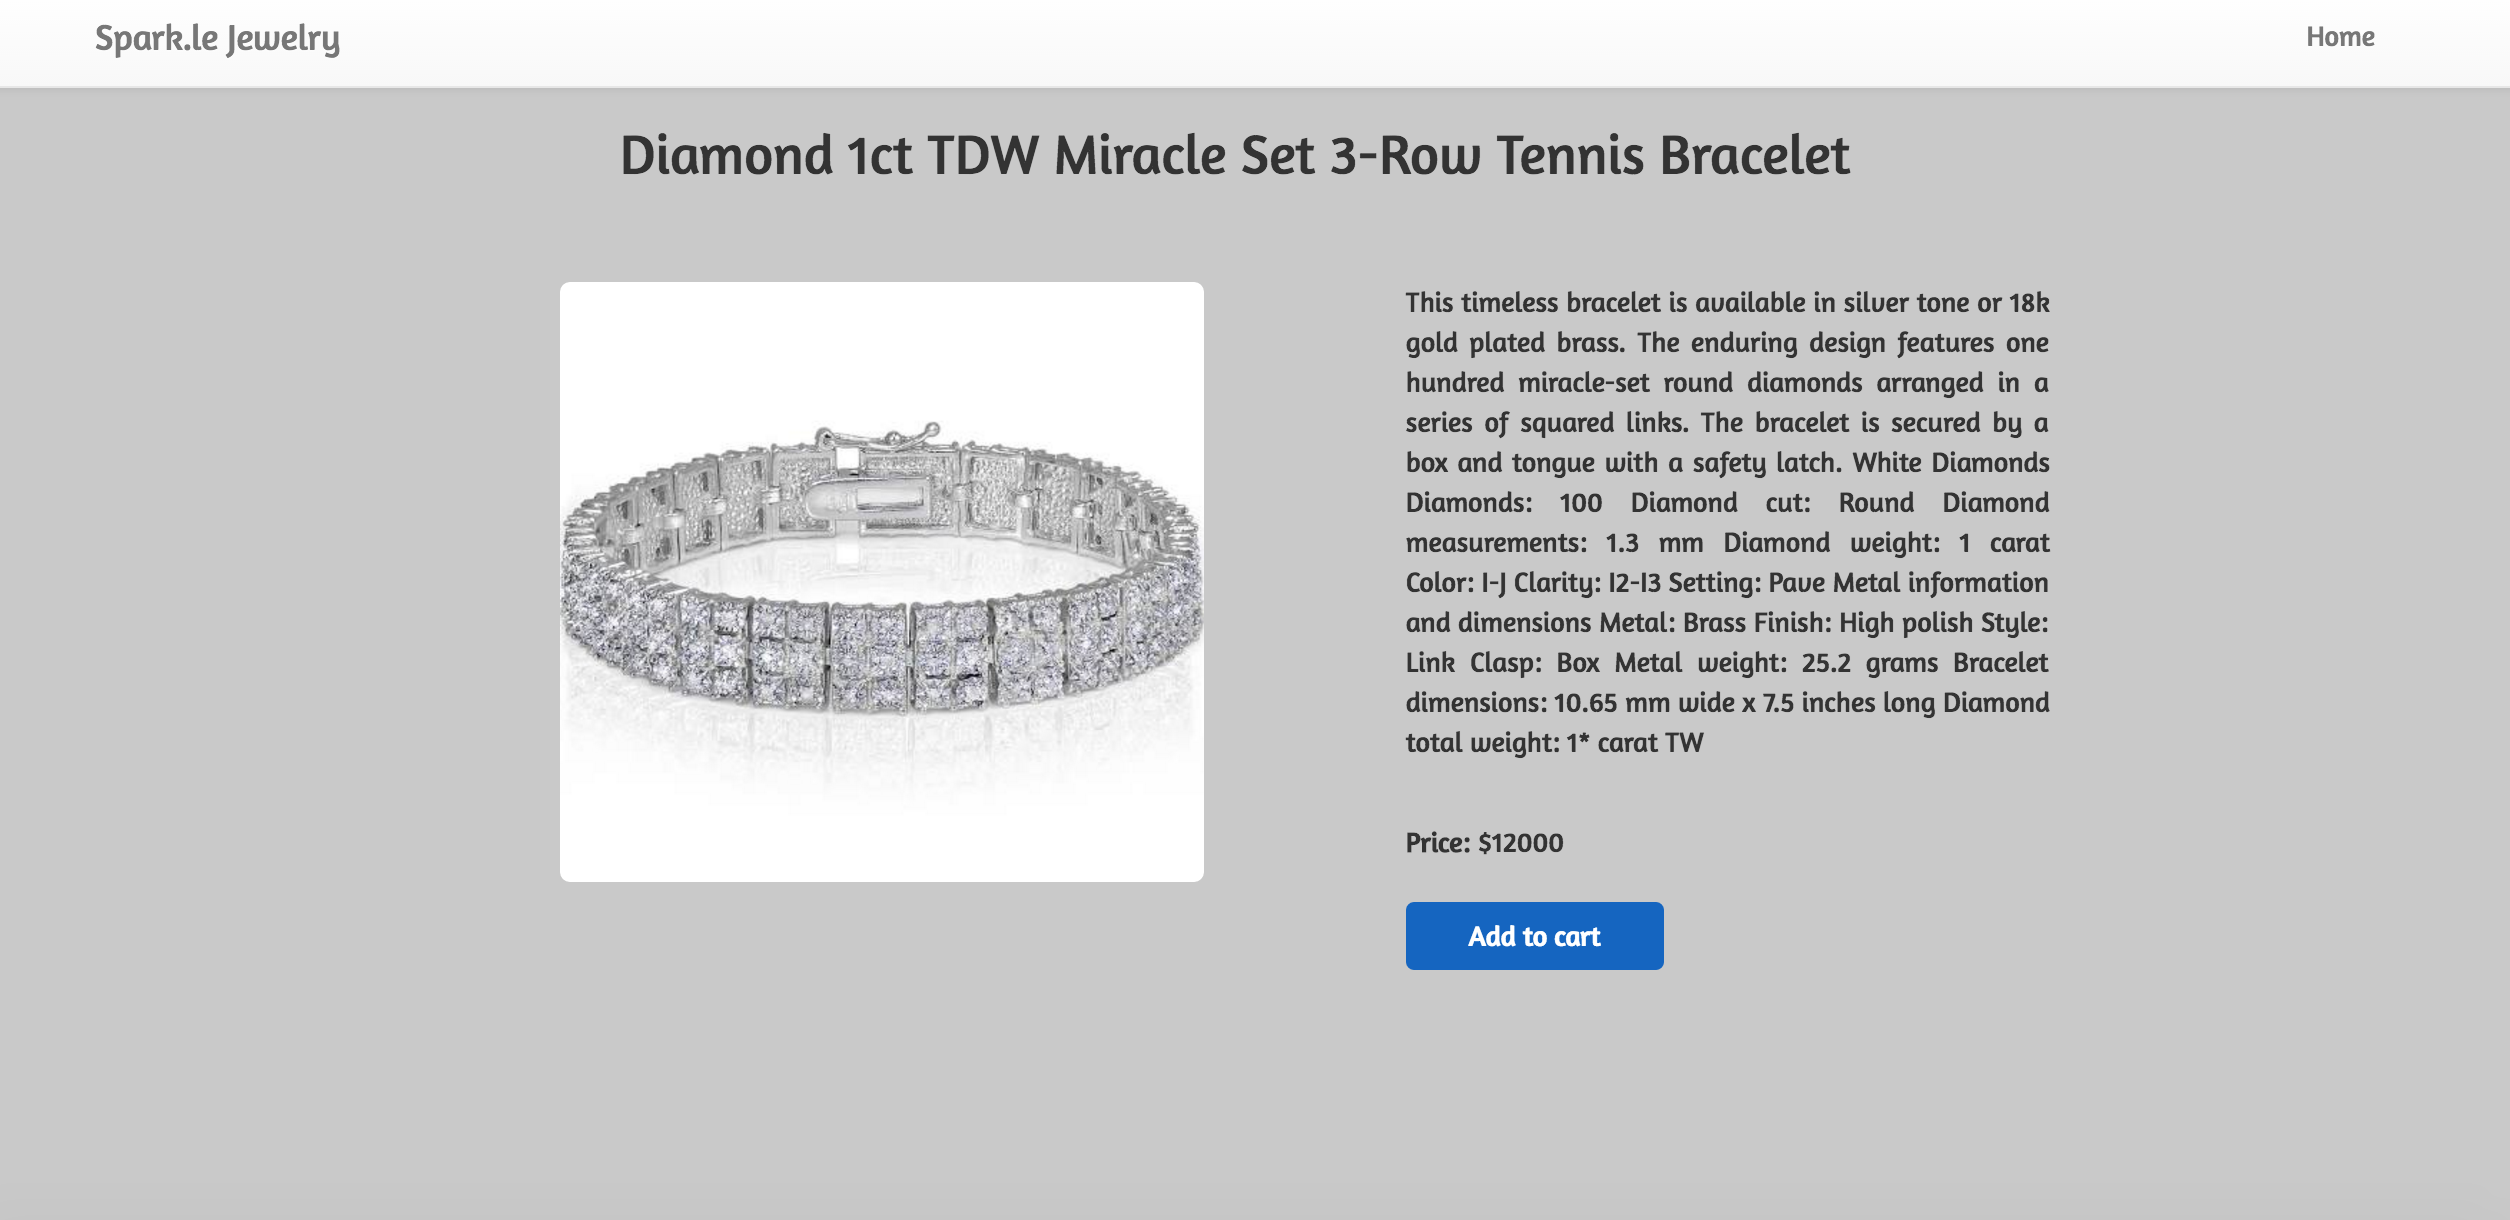 Spark.le Jewelry
Home
Diamond 1ct TDW Miracle Set 3-Row Tennis Bracelet
This timeless bracelet is available in silver tone or 18k
gold plated brass. The enduring design features one
hundred miracle-set round diamonds arranged in a
series of squared links. The bracelet is secured by a
box and tongue with a safety latch. White Diamonds
Diamonds: 100 Diamond cut: Round Diamond
measurements: 1.3 mm Diamond weight: 1 carat
Color: I-J Clarity: I2-I3 Setting: Pave Metal information
and dimensions Metal: Brass Finish: High polish Style:
Link Clasp: Box Metal weight: 25.2 grams Bracelet
dimensions: 10.65 mm wide x 7.5 inches long Diamond
total weight: 1* carat TW
Price: $12000
Add to cart